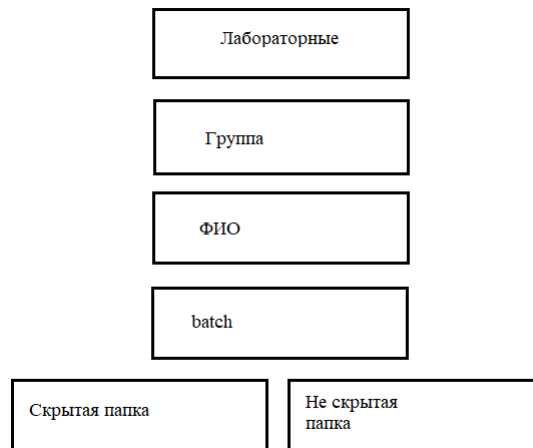 Лабораторные
Группа
ФИО
batch
Скрытая папка
Не скрытая
папка